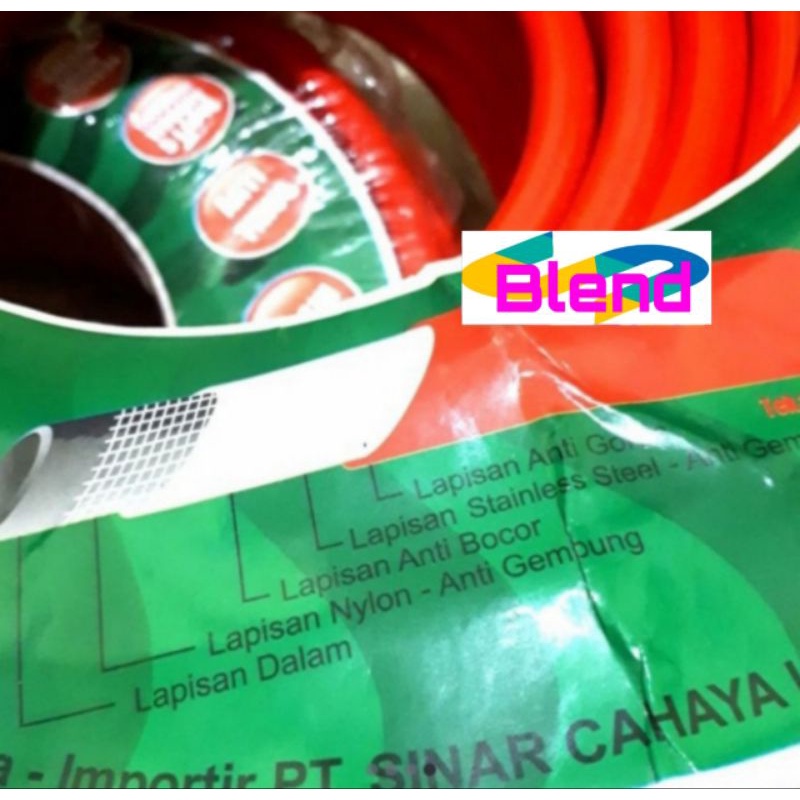 ANTI
Blend
Lapisan Anti
Lapisan Stainless Steel - Anti Gem
Lapisan Anti Bocor
Lapisan Nylon - Anti Gembung
Lapisan Dalam
a - Importir PT. SINAR CAHAYA